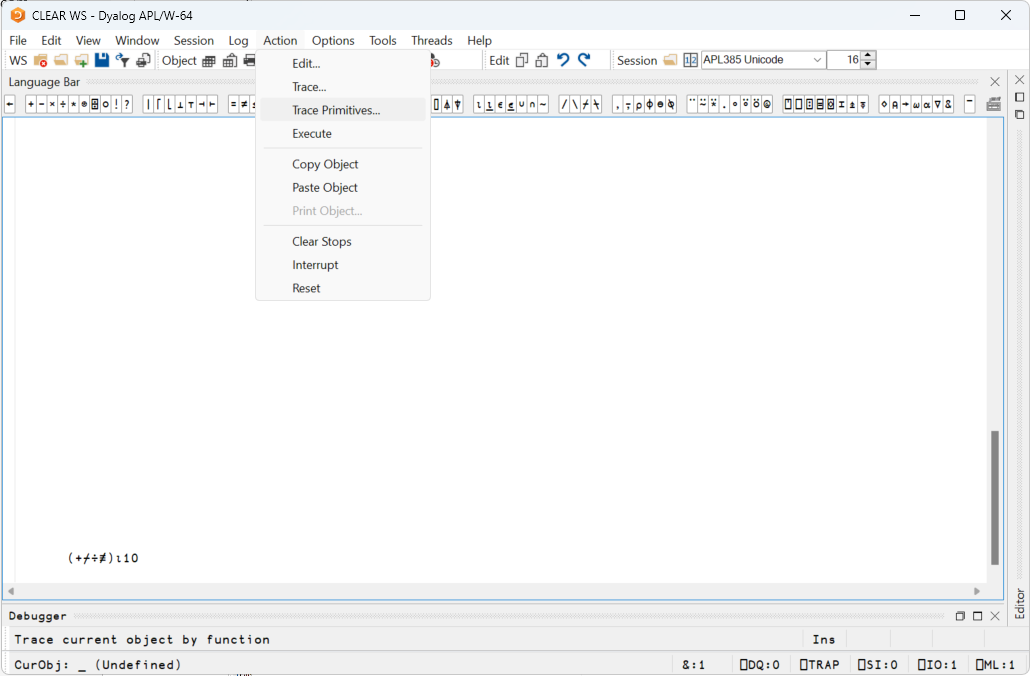 CLEAR WS - Dyalog APL/W-64
File Edit View Window Session Log Action Options Tools Threads Help
WS Object Edit Session APL385 Unicode 16
Language Bar
← + - × ÷ * ⍟ ⌹ ○ ! ? | ⌈ ⌊ ⊥ ⊤ ⊣ ⊢ = ≠ ≤ ⌷ ⍋ ⍒ ⍳ ⍸ ∊ ⍷ ∪ ∩ ~ / \ ⌿ ⍀ , ⍪ ⍴ ⌽ ⊖ ⍉ ¨ ⍨ ⍣ . ∘ ⍤ ⍥ ⍞ ⎕ ⍠ ⌸ ⌺ ⌶ ⍎ ⍕ ⋄ ⍝ → ⍵ ⍺ ∇ & ¯
Edit...
Trace...
Trace Primitives...
Execute
Copy Object
Paste Object
Print Object...
Clear Stops
Interrupt
Reset
(+⌿÷≢)⍳10
Editor
Debugger
Trace current object by function
Ins
CurObj: _ (Undefined)
&:1 ⎕DQ:0 ⎕TRAP ⎕SI:0 ⎕IO:1 ⎕ML:1